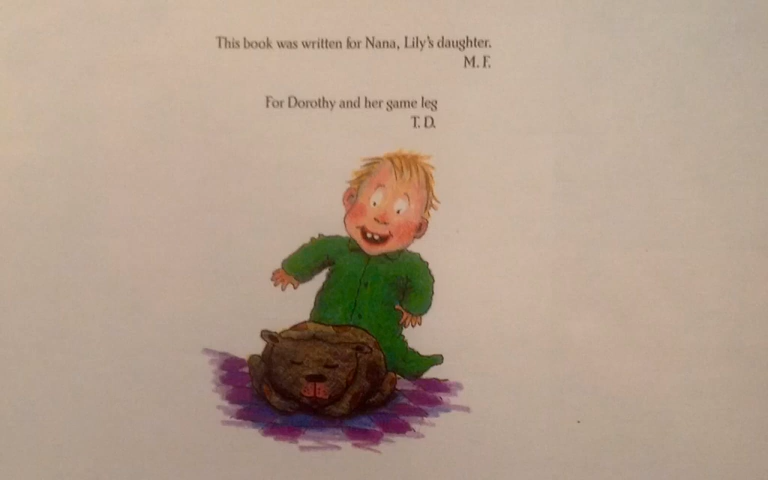 This book was written for Nana, Lily's daughter.
M. F.
For Dorothy and her game leg
T. D.